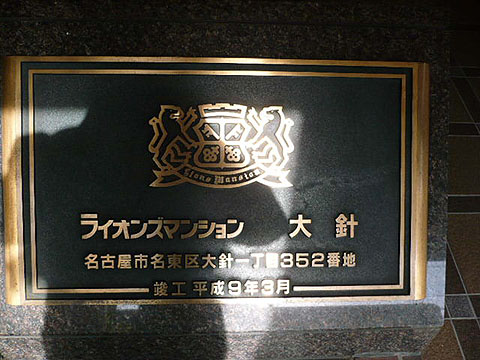 Lions Mansion
ライオンズマンション 大針
名古屋市名東区大針一丁目352番地
竣工 平成9年3月